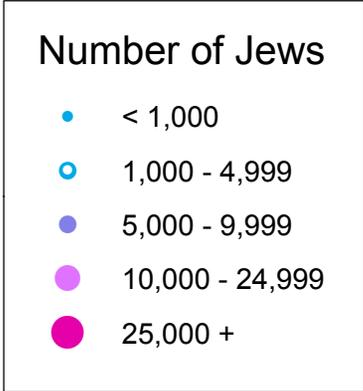 Number of Jews
< 1,000
1,000 - 4,999
5,000 - 9,999
10,000 - 24,999
25,000 +